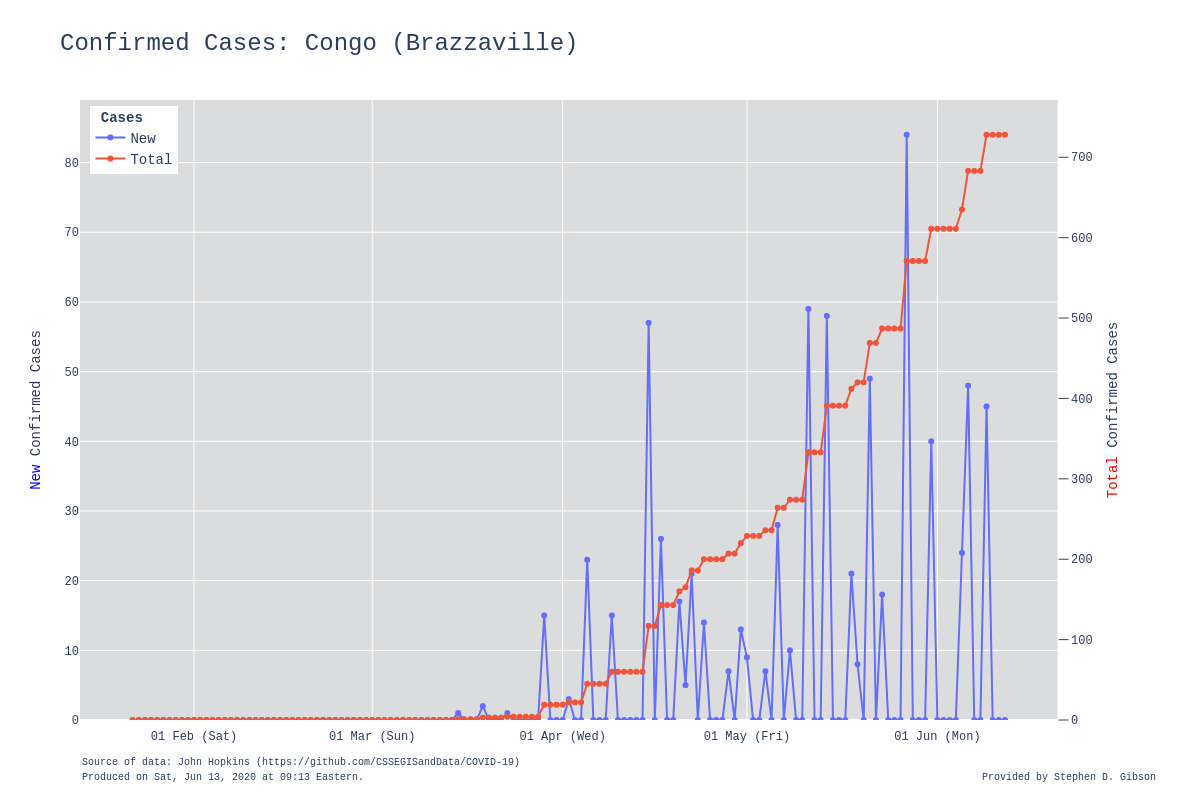 Confirmed Cases: Congo (Brazzaville)
Cases
New
Total
80
70
60
50
40
30
20
10
0
700
600
500
400
300
200
100
0
New Confirmed Cases
Total Confirmed Cases
01 Feb (Sat)
01 Mar (Sun)
01 Apr (Wed)
01 May (Fri)
01 Jun (Mon)
Source of data: John Hopkins (https://github.com/CSSEGISandData/COVID-19)
Produced on Sat, Jun 13, 2020 at 09:13 Eastern.
Provided by Stephen D. Gibson